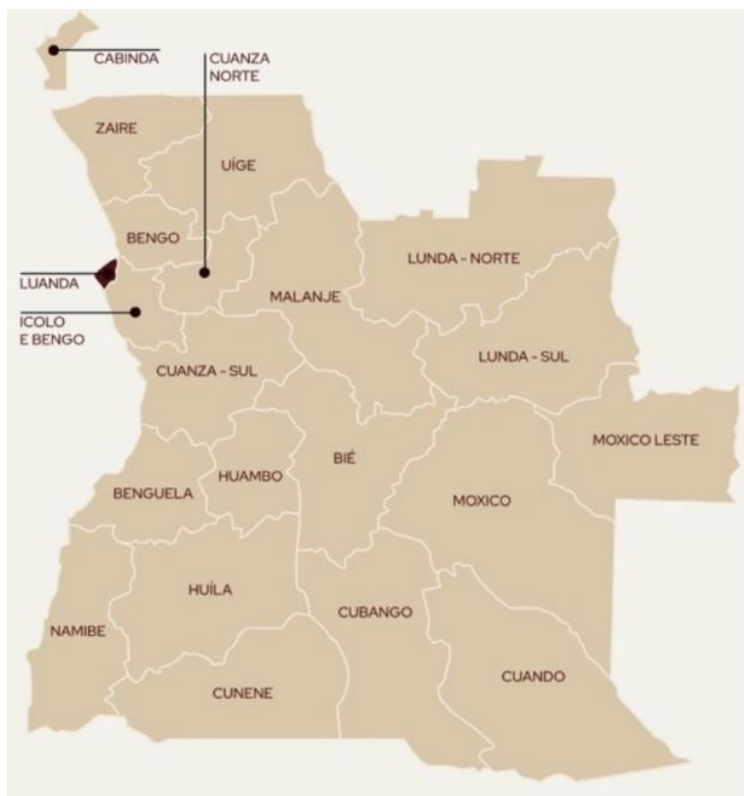 CABINDA
CUANZA
NORTE
ZAIRE
UÍGE
BENGO
LUNDA - NORTE
LUANDA
MALANJE
ICOLO
E BENGO
CUANZA - SUL
LUNDA - SUL
MOXICO LESTE
BIÉ
HUAMBO
BENGUELA
MOXICO
HUÍLA
CUBANGO
NAMIBE
CUANDO
CUNENE